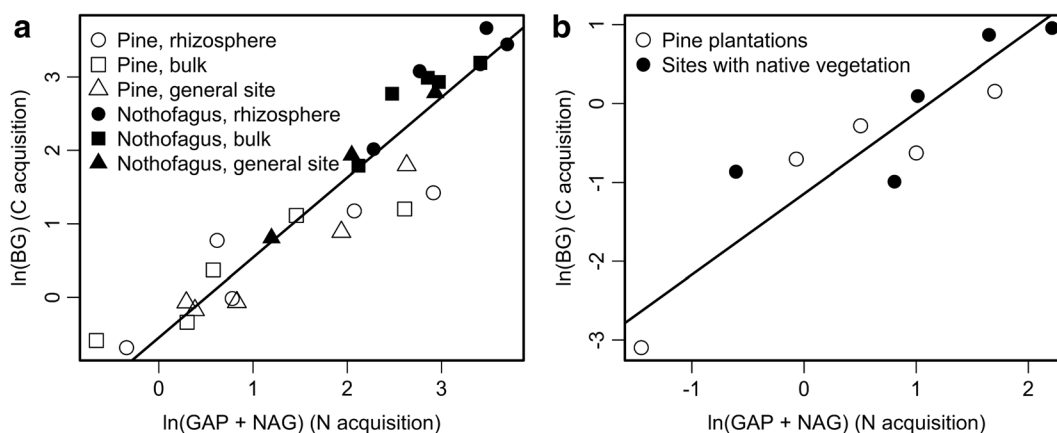 a
Pine, rhizosphere
Pine, bulk
Pine, general site
Nothofagus, rhizosphere
Nothofagus, bulk
Nothofagus, general site
ln(BG) (C acquisition)
3
2
1
0
0 1 2 3
ln(GAP + NAG) (N acquisition)
b
Pine plantations
Sites with native vegetation
ln(BG) (C acquisition)
1
0
-1
-2
-3
-1 0 1 2
ln(GAP + NAG) (N acquisition)